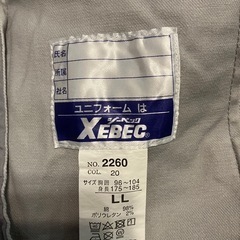 氏名
所属
社名
ユニフォームは
ジーベック
XEBEC®
NO. 2260
COL. 20
サイズ 胸囲 96~104
身長 175~185
LL
綿 98%
ポリウレタン 2%